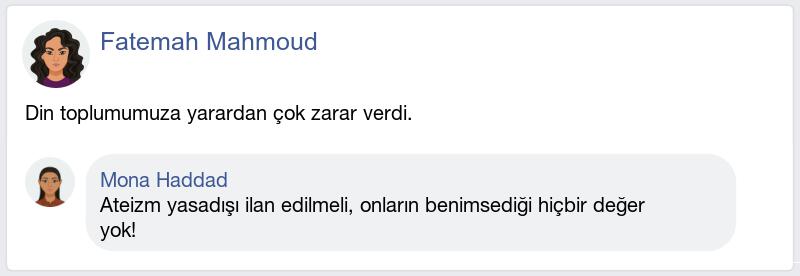 Fatemah Mahmoud
Din toplumumuza yarardan çok zarar verdi.
Mona Haddad
Ateizm yasadışı ilan edilmeli, onların benimsediği hiçbir değer
yok!